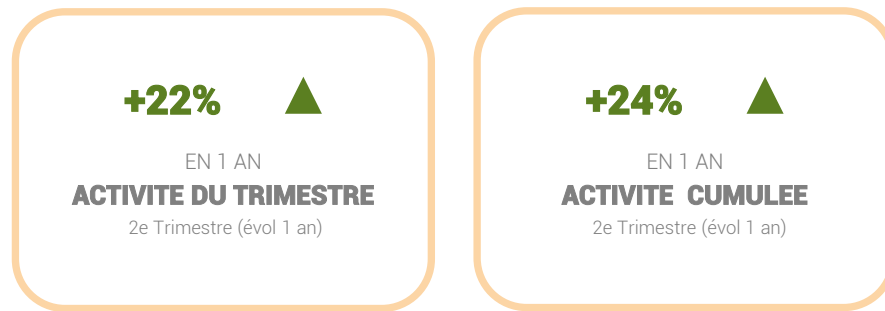 +22%
EN 1 AN
ACTIVITE DU TRIMESTRE
2e Trimestre (évol 1 an)
+24%
EN 1 AN
ACTIVITE CUMULEE
2e Trimestre (évol 1 an)